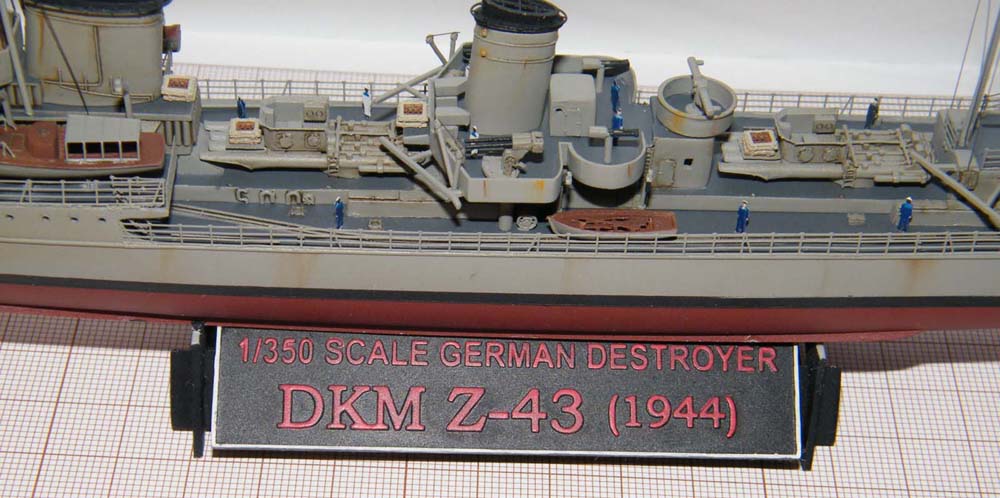 1/350 SCALE GERMAN DESTROYER
DKM Z-43 (1944)